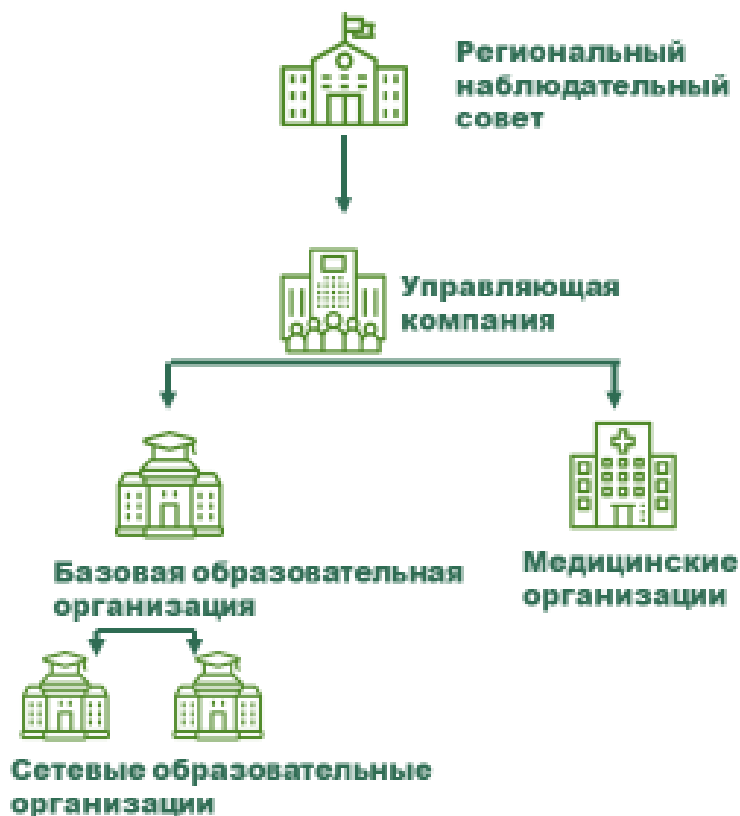 Региональный
наблюдательный
совет
Управляющая
компания
Базовая образовательная
организация
Медицинские
организации
Сетевые образовательные
организации